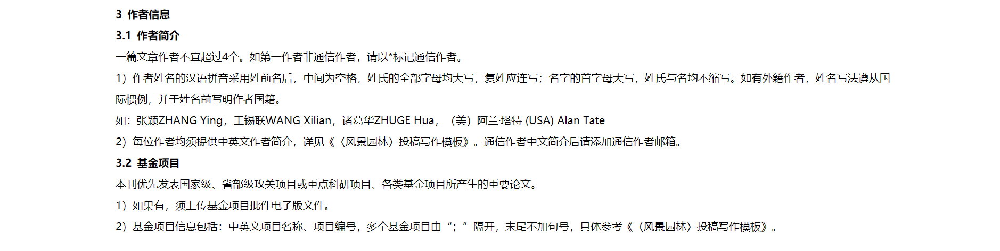 3 作者信息
3.1 作者简介
一篇文章作者不宜超过4个。如第一作者非通信作者，请以*标记通信作者。
1）作者姓名的汉语拼音采用姓前名后，中间为空格，姓氏的全部字母均大写，复姓应连写；名字的首字母大写，姓氏与名均不缩写。如有外籍作者，姓名写法遵从国
际惯例，并于姓名前写明作者国籍。
如：张颖ZHANG Ying，王锡联WANG Xilian，诸葛华ZHUGE Hua，（美）阿兰·塔特 (USA) Alan Tate
2）每位作者均须提供中英文作者简介，详见《〈风景园林〉投稿写作模板》。通信作者中文简介后请添加通信作者邮箱。
3.2 基金项目
本刊优先发表国家级、省部级攻关项目或重点科研项目、各类基金项目所产生的重要论文。
1）如果有，须上传基金项目批件电子版文件。
2）基金项目信息包括：中英文项目名称、项目编号，多个基金项目由“；”隔开，末尾不加句号，具体参考《〈风景园林〉投稿写作模板》。